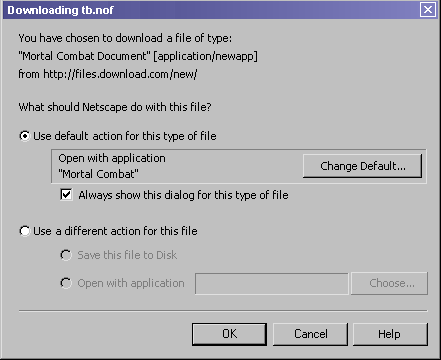 Downloading tb.nof
You have chosen to download a file of type:
"Mortal Combat Document" [application/newapp]
from http://files.download.com/new/
What should Netscape do with this file?
Use default action for this type of file
Open with application
"Mortal Combat"
Change Default...
Always show this dialog for this type of file
Use a different action for this file
Save this file to Disk
Open with application
Choose...
OK
Cancel
Help